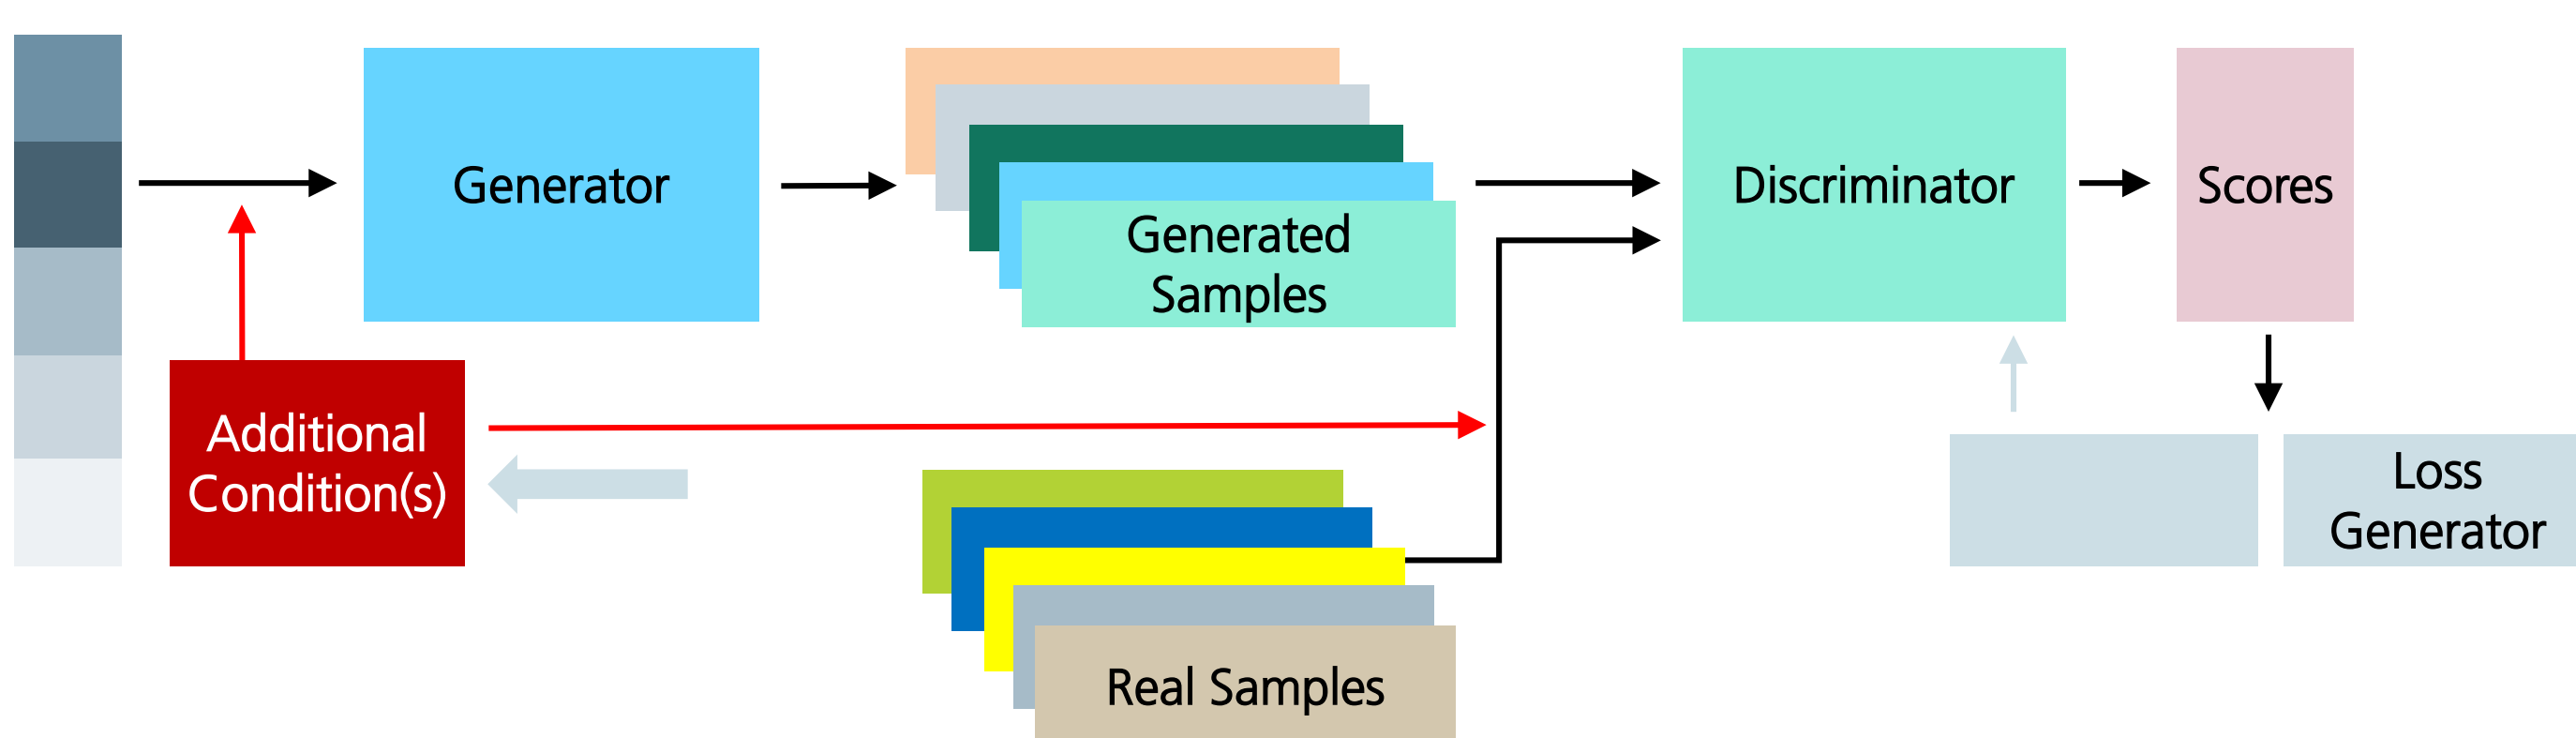 Generator
Generated
Samples
Discriminator
Scores
Additional
Condition(s)
Loss
Generator
Real Samples